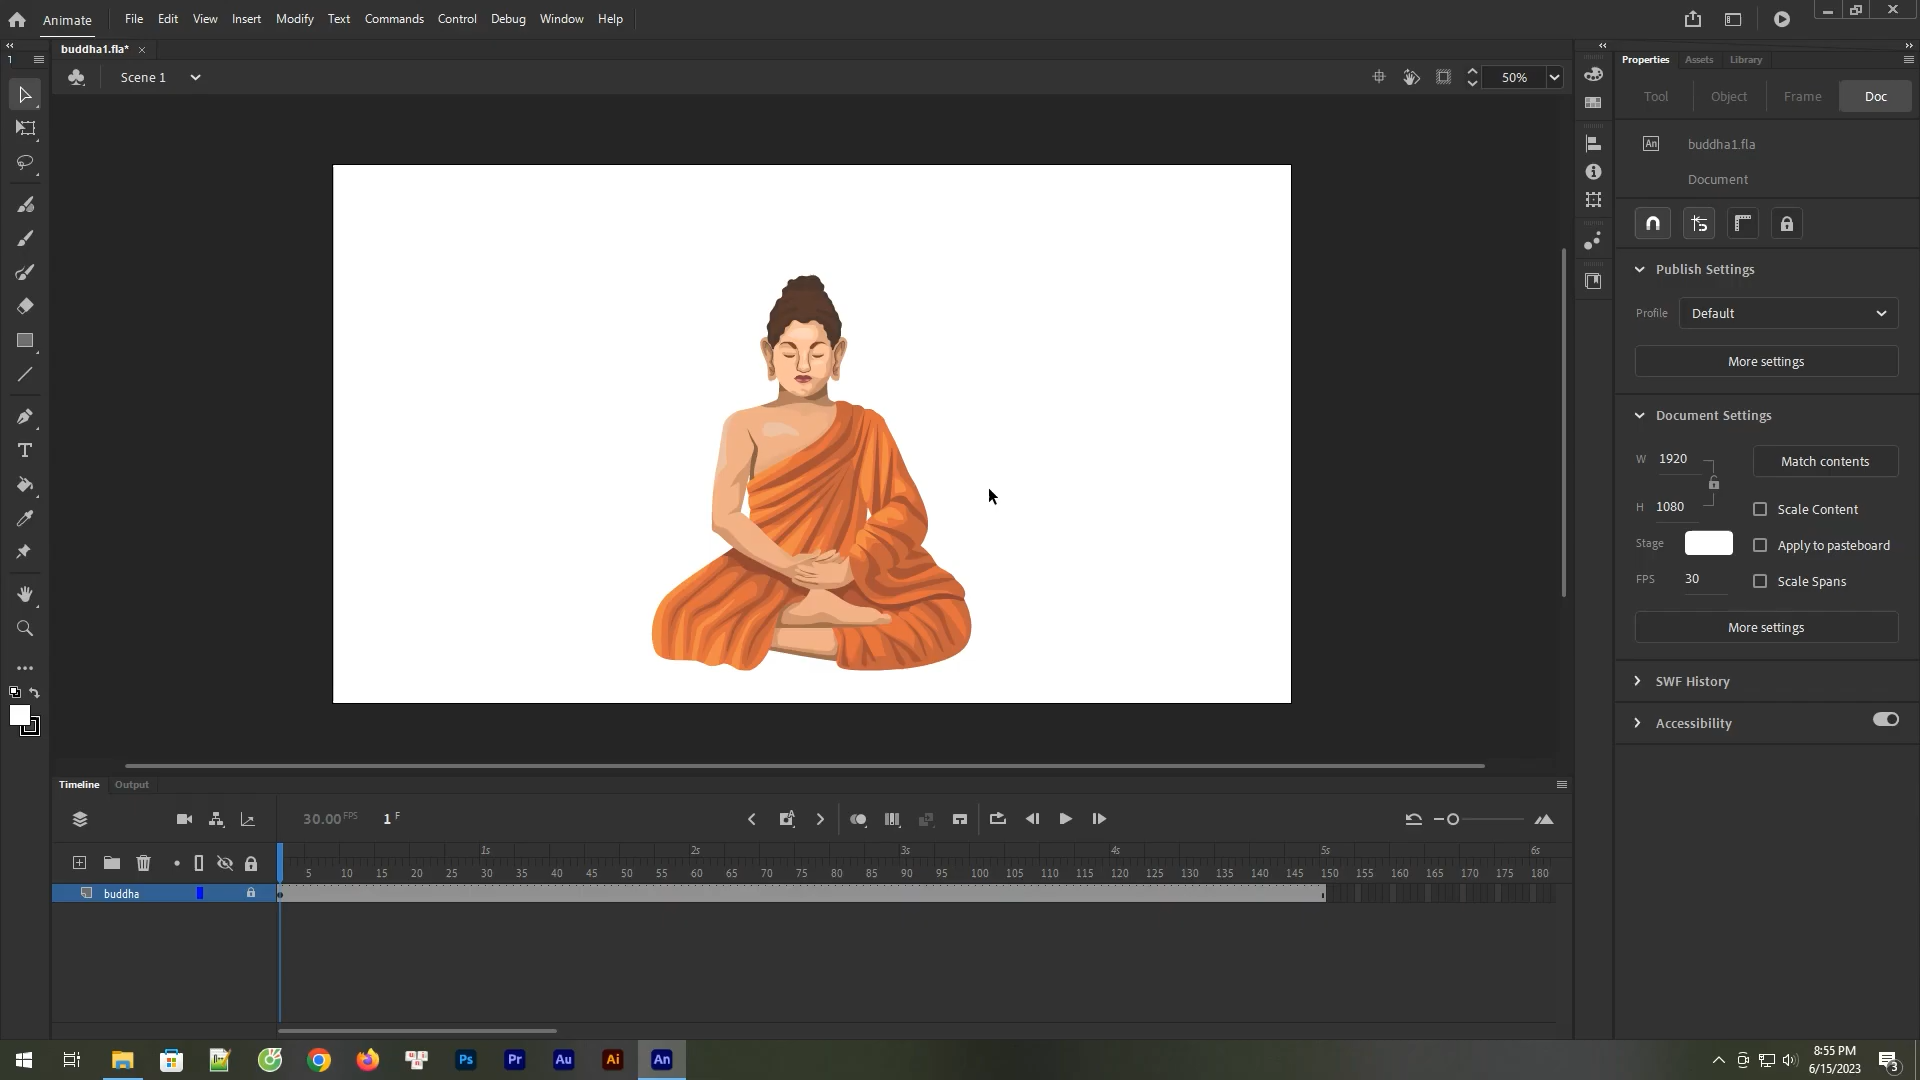 Animate File Edit View Insert Modify Text Commands Control Debug Window Help
buddha1.fla*
Scene 1
50%
1
Properties Assets Library
Tool Object Frame Doc
An buddha1.fla
Document
Publish Settings
Profile Default
More settings
Document Settings
W 1920
Match contents
H 1080
Scale Content
Stage
Apply to pasteboard
FPS 30
Scale Spans
More settings
SWF History
Accessibility
Timeline Output
30.00 FPS 1 F
1s 2s 3s 4s 5s 6s
5 10 15 20 25 30 35 40 45 50 55 60 65 70 75 80 85 90 95 100 105 110 115 120 125 130 135 140 145 150 155 160 165 170 175 180
buddha
Ps Pr Au Ai An
8:55 PM
6/15/2023
3